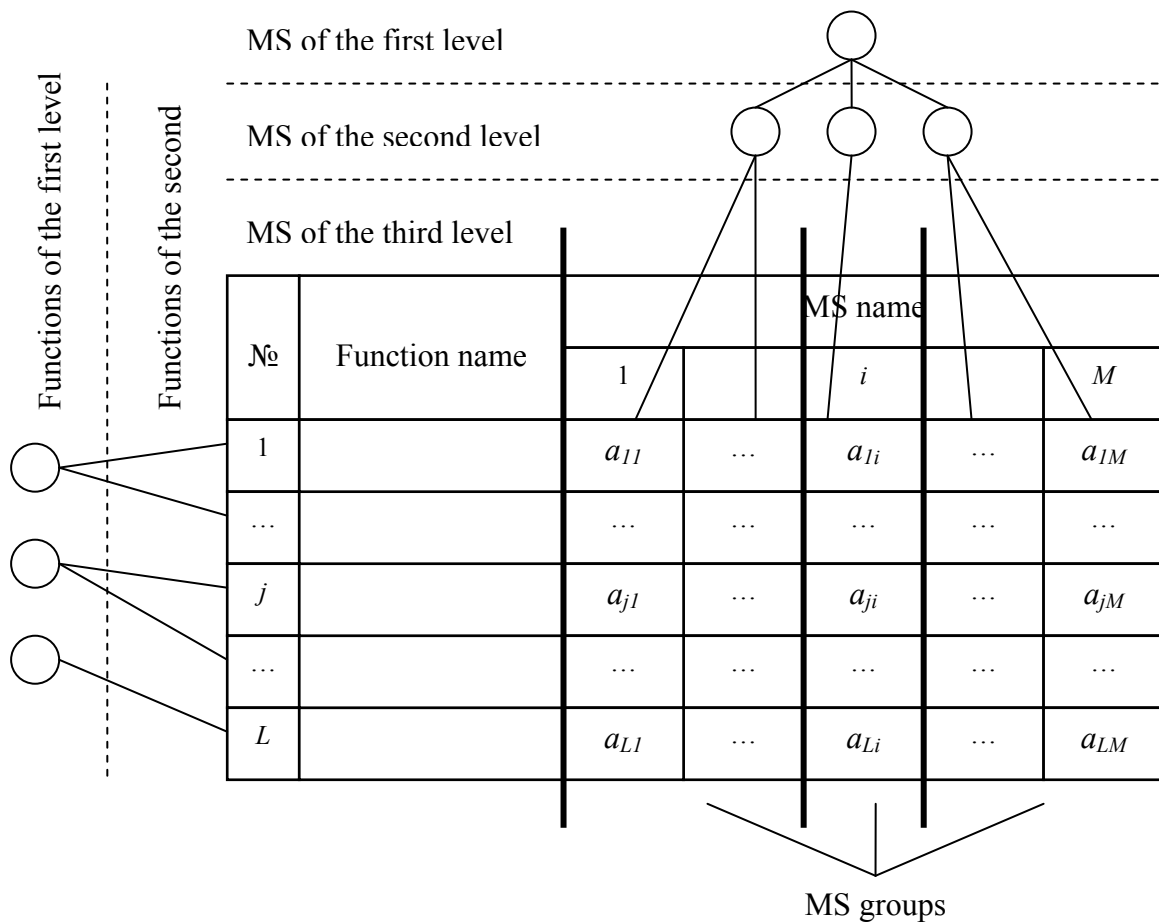 MS of the first level
MS of the second level
MS of the third level
Functions of the first level
Functions of the second
№ Function name MS name
1 i M
1 a11 ... a1i ... a1M
... ... ... ... ... ...
j aj1 ... aji ... ajM
... ... ... ... ... ...
L aL1 ... aLi ... aLM
MS groups